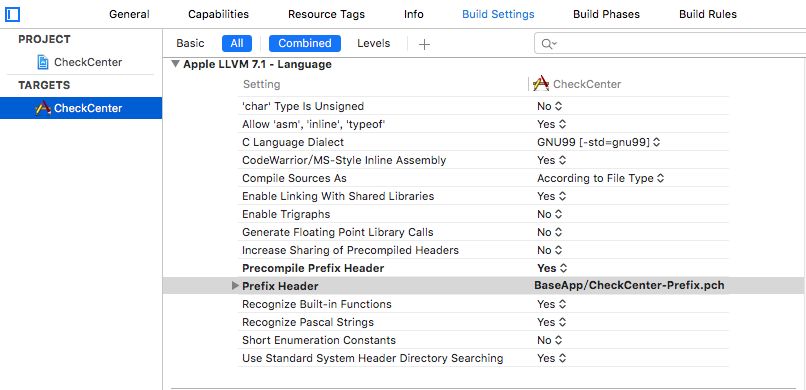 General Capabilities Resource Tags Info Build Settings Build Phases Build Rules
PROJECT
CheckCenter
TARGETS
CheckCenter
Basic All Combined Levels +
Apple LLVM 7.1 - Language
Setting CheckCenter
'char' Type Is Unsigned No
Allow 'asm', 'inline', 'typeof' Yes
C Language Dialect GNU99 [-std=gnu99]
CodeWarrior/MS-Style Inline Assembly Yes
Compile Sources As According to File Type
Enable Linking With Shared Libraries Yes
Enable Trigraphs No
Generate Floating Point Library Calls No
Increase Sharing of Precompiled Headers No
Precompile Prefix Header Yes
Prefix Header BaseApp/CheckCenter-Prefix.pch
Recognize Built-in Functions Yes
Recognize Pascal Strings Yes
Short Enumeration Constants No
Use Standard System Header Directory Searching Yes